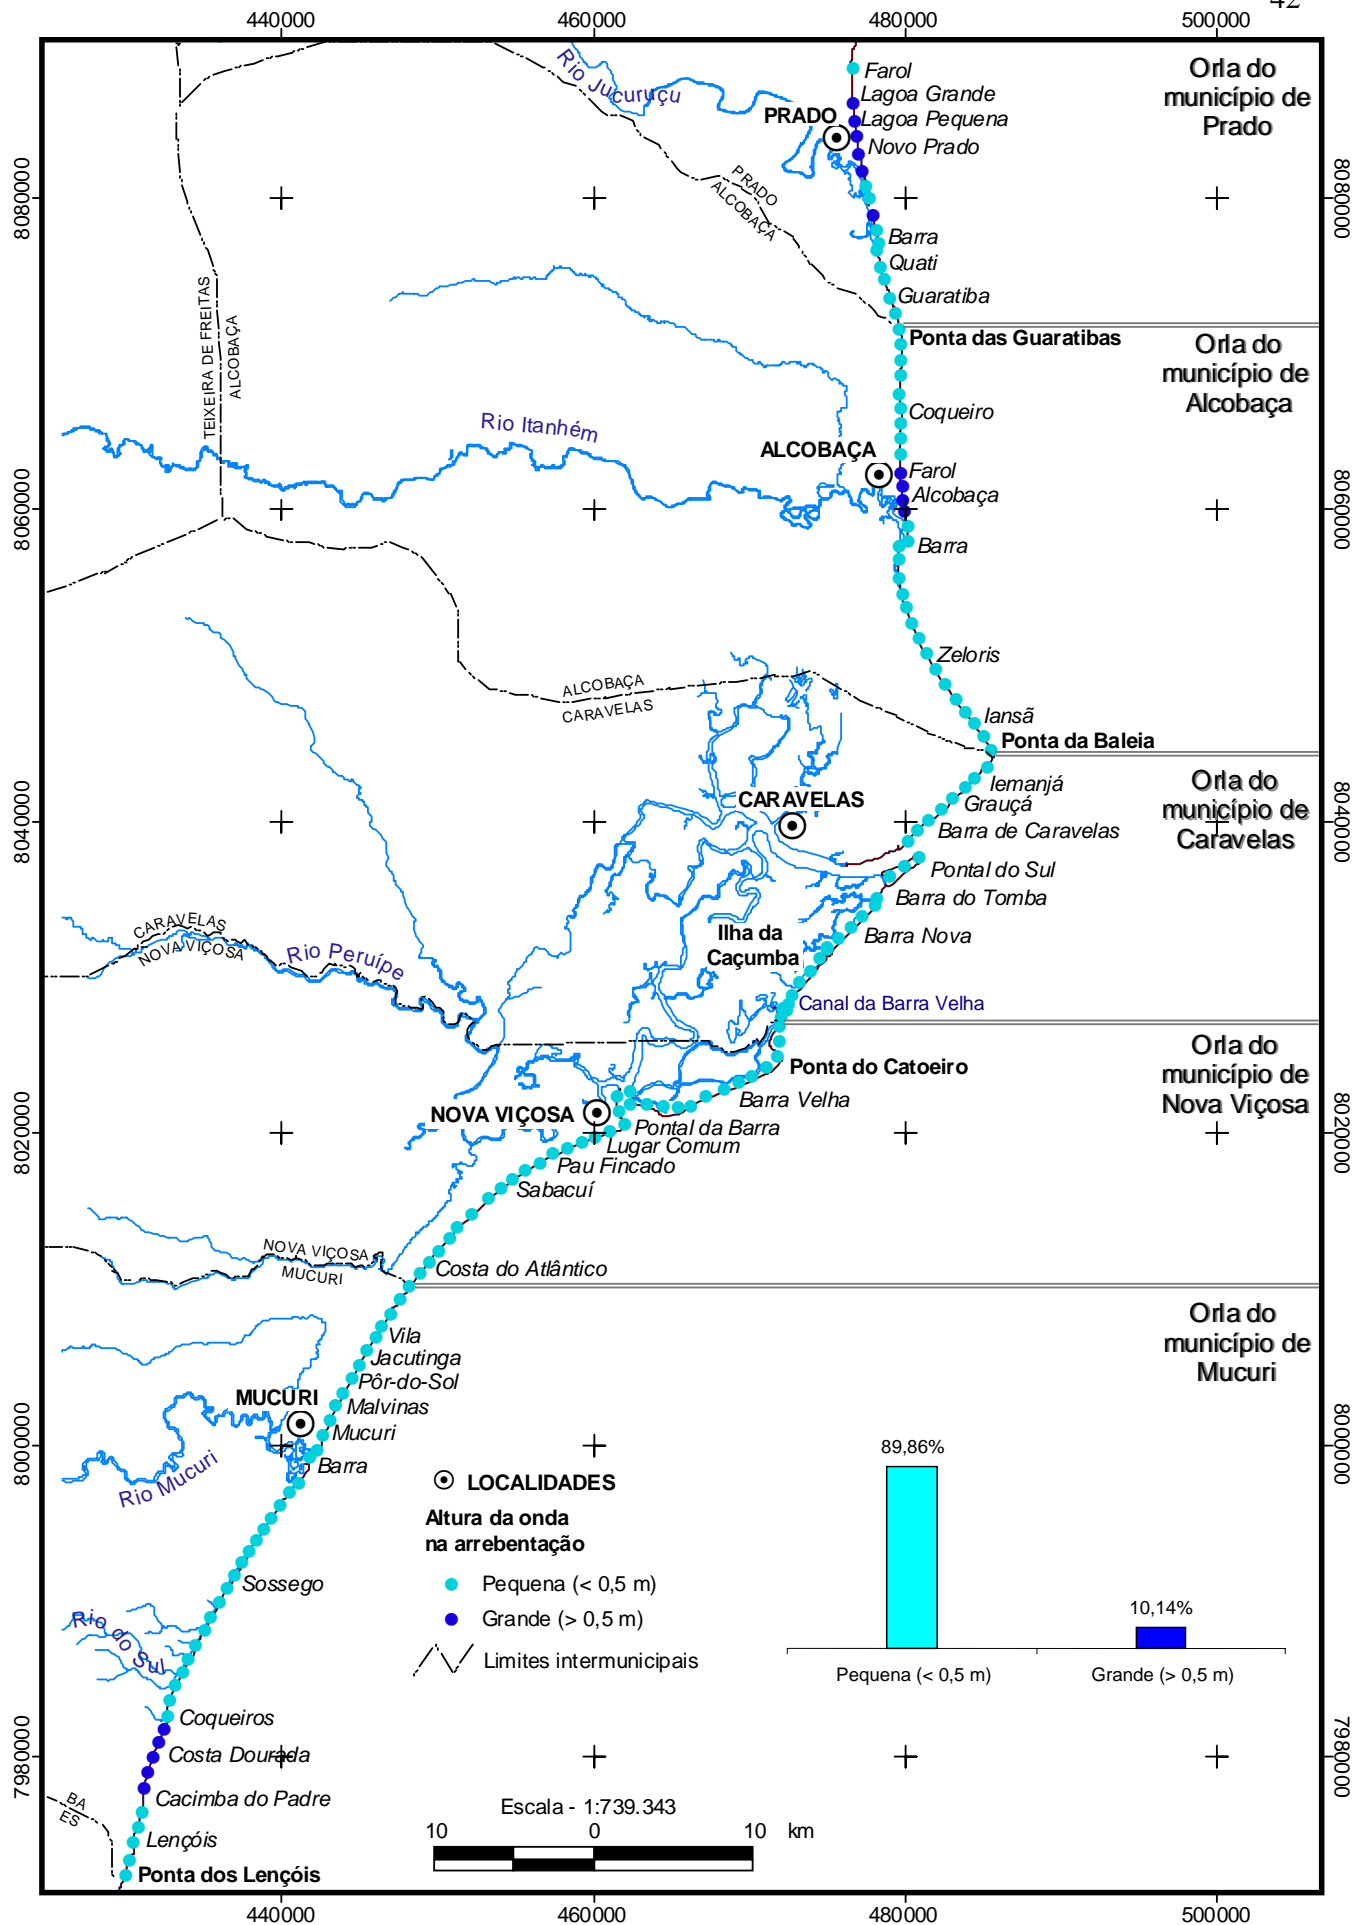 42
440000
460000
480000
500000
Rio Jucuruçu
Farol
Lagoa Grande
PRADO
Lagoa Pequena
Novo Prado
Orla do
município de
Prado
PRADO
ALCOBAÇA
8080000
8080000
Barra
Quati
Guaratiba
TEIXEIRA DE FREITAS
ALCOBAÇA
Ponta das Guaratibas
Orla do
município de
Alcobaça
Coqueiro
Rio Itanhém
ALCOBAÇA
Farol
Alcobaça
8060000
8060000
Barra
Zeloris
ALCOBAÇA
CARAVELAS
Iansã
Ponta da Baleia
Iemanjá
Orla do
município de
Caravelas
CARAVELAS
Grauçá
8040000
8040000
Barra de Caravelas
Pontal do Sul
Barra do Tomba
CARAVELAS
NOVA VIÇOSA
Rio Peruípe
Ilha da
Caçumba
Barra Nova
Canal da Barra Velha
Orla do
município de
Nova Viçosa
Ponta do Catoeiro
Barra Velha
NOVA VIÇOSA
Pontal da Barra
8020000
8020000
Lugar Comum
Pau Fincado
Sabacuí
NOVA VIÇOSA
MUCURI
Costa do Atlântico
Orla do
município de
Mucuri
Vila
Jacutinga
Pôr-do-Sol
MUCURI
Malvinas
Mucuri
8000000
8000000
Barra
Rio Mucuri
LOCALIDADES
Altura da onda
na arrebentação
Pequena (< 0,5 m)
Grande (> 0,5 m)
Limites intermunicipais
89,86%
10,14%
Pequena (< 0,5 m)
Grande (> 0,5 m)
Sossego
Rio do Sul
Coqueiros
7980000
7980000
Costa Dourada
Cacimba do Padre
BA
ES
Lençóis
Ponta dos Lençóis
Escala - 1:739.343
10
0
10
km
440000
460000
480000
500000